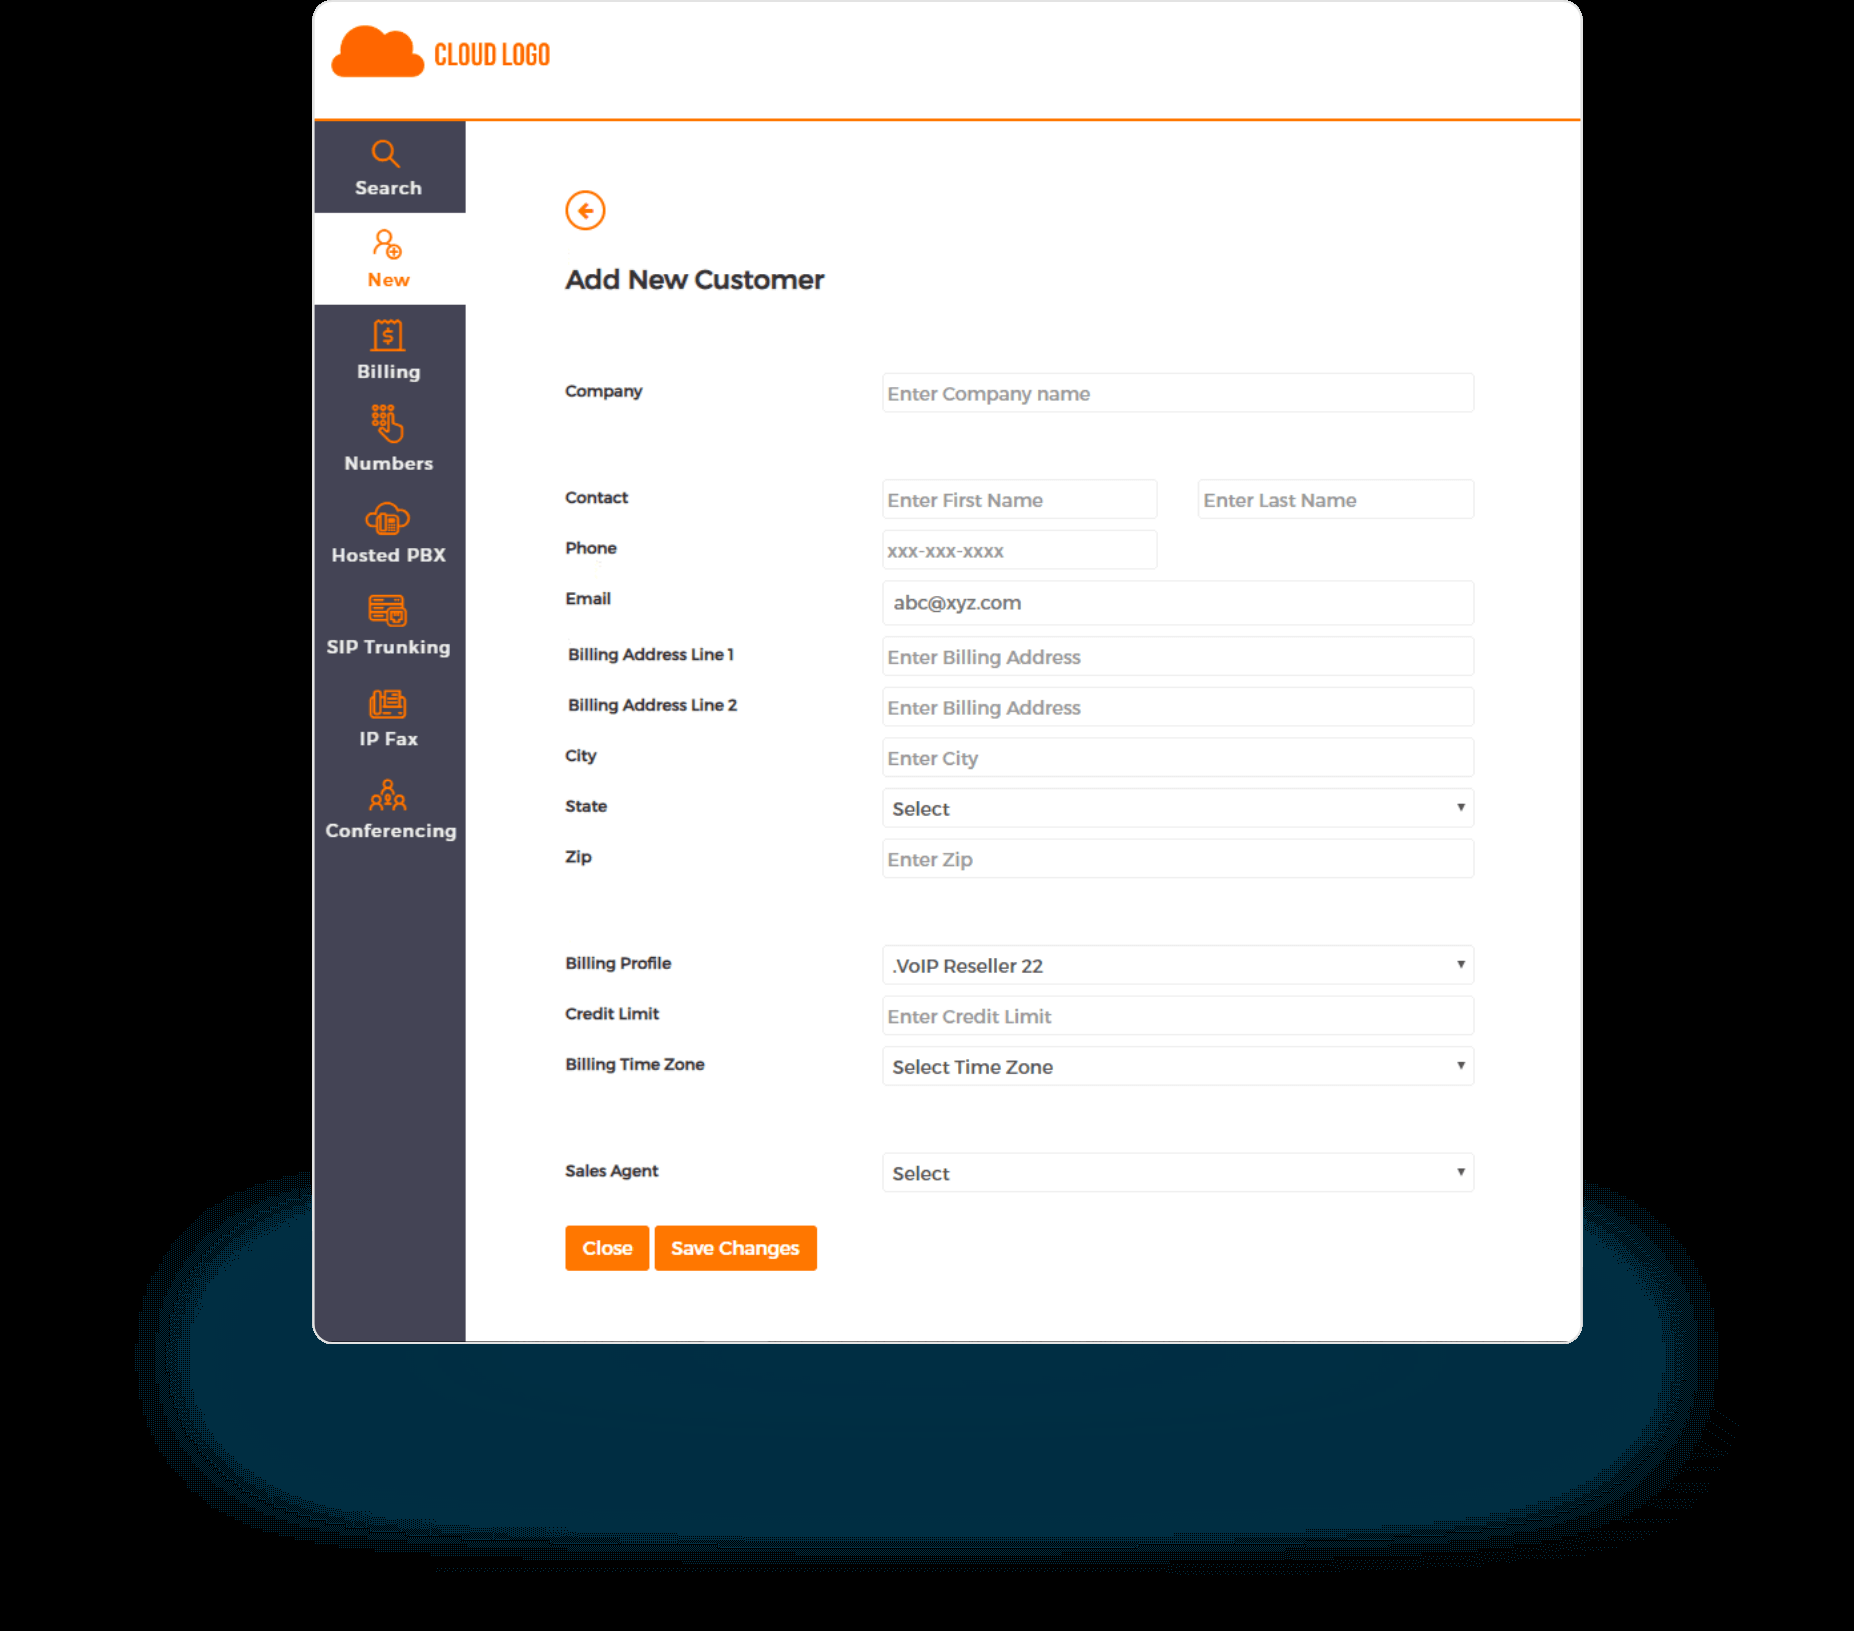 CLOUD LOGO
Search
New
Billing
Numbers
Hosted PBX
SIP Trunking
IP Fax
Conferencing
Add New Customer
Company Enter Company name
Contact Enter First Name Enter Last Name
Phone xxx-xxx-xxxx
Email abc@xyz.com
Billing Address Line 1 Enter Billing Address
Billing Address Line 2 Enter Billing Address
City Enter City
State Select
Zip Enter Zip
Billing Profile .VoIP Reseller 22
Credit Limit Enter Credit Limit
Billing Time Zone Select Time Zone
Sales Agent Select
Close Save Changes